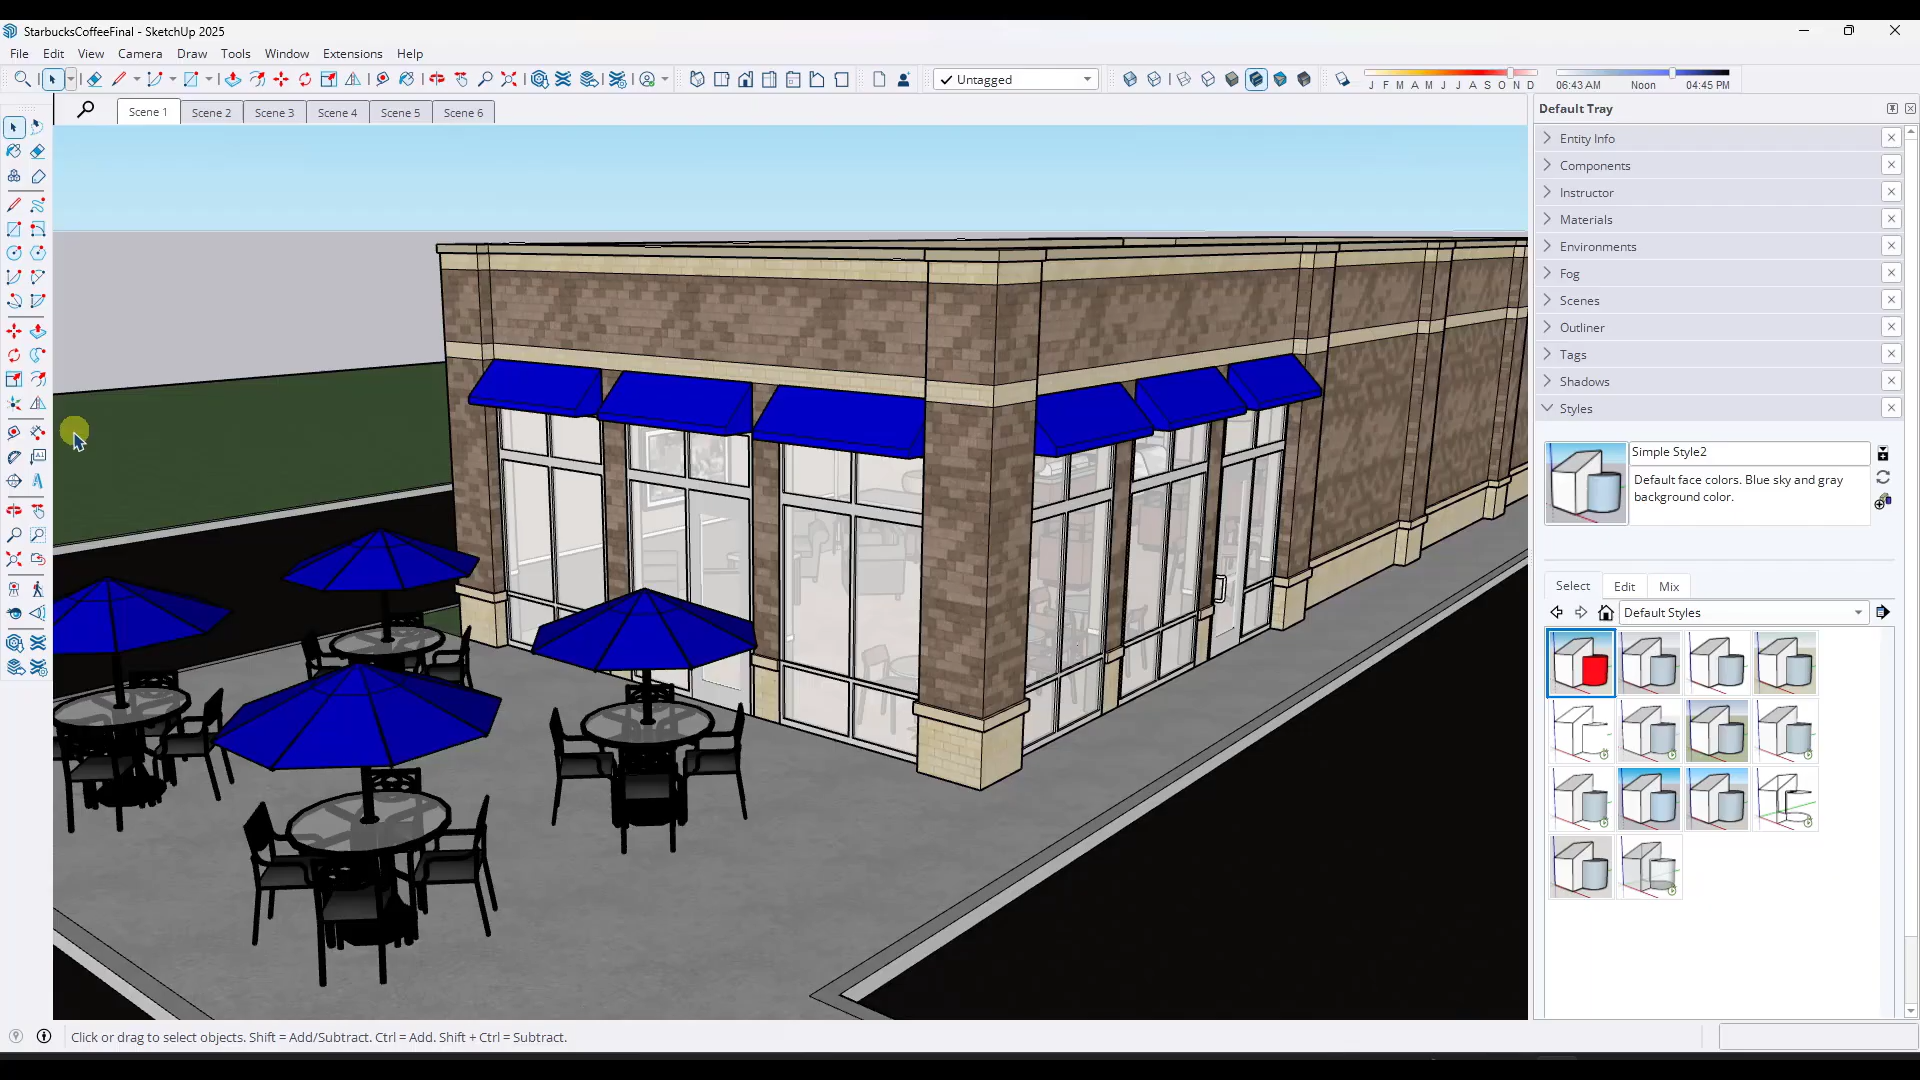 StarbucksCoffeeFinal - SketchUp 2025
File Edit View Camera Draw Tools Window Extensions Help
Untagged
J F M A M J J A S O N D
06:43 AM Noon 04:45 PM
Scene 1 Scene 2 Scene 3 Scene 4 Scene 5 Scene 6
Default Tray
Entity Info
Components
Instructor
Materials
Environments
Fog
Scenes
Outliner
Tags
Shadows
Styles
Simple Style2
Default face colors. Blue sky and gray
background color.
Select Edit Mix
Default Styles
Click or drag to select objects. Shift = Add/Subtract. Ctrl = Add. Shift + Ctrl = Subtract.